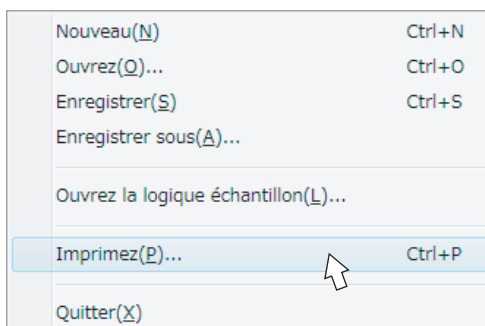 Nouveau(N) Ctrl+N
Ouvrez(O)... Ctrl+O
Enregistrer(S) Ctrl+S
Enregistrer sous(A)...
Ouvrez la logique échantillon(L)...
Imprimez(P)... Ctrl+P
Quitter(X)